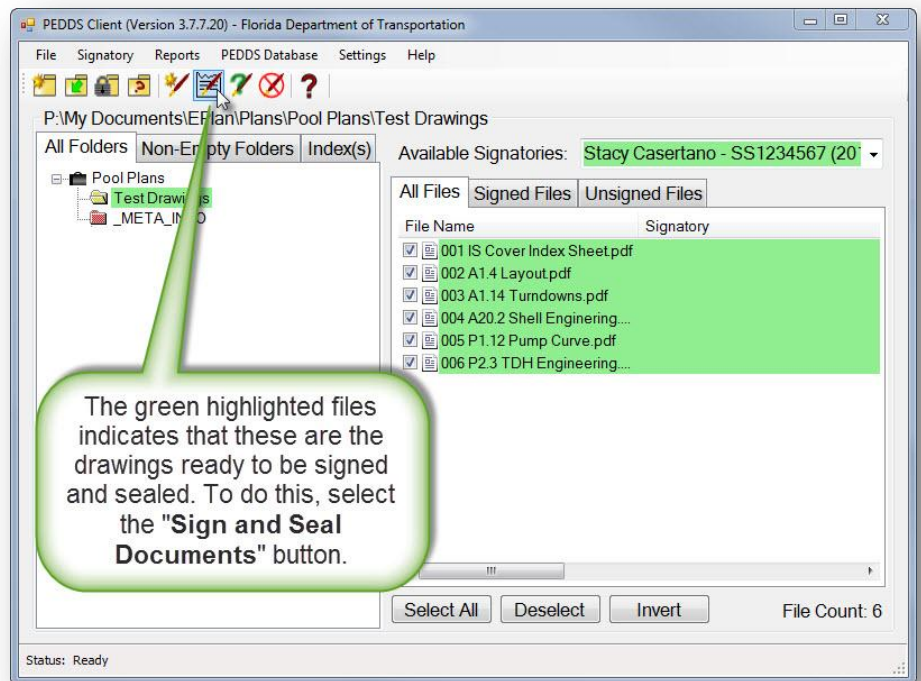 PEDDS Client (Version 3.7.7.20) - Florida Department of Transportation
File Signatory Reports PEDDS Database Settings Help
P:\My Documents\EPlan\Plans\Pool Plans\Test Drawings
All Folders Non-Empty Folders Index(s)
Available Signatories: Stacy Casertano - SS1234567 (201
Pool Plans
Test Drawings
_META_INFO
All Files Signed Files Unsigned Files
File Name Signatory
001 IS Cover Index Sheet.pdf
002 A1.4 Layout.pdf
003 A1.14 Turndowns.pdf
004 A20.2 Shell Enginering....
005 P1.12 Pump Curve.pdf
006 P2.3 TDH Engineering....
The green highlighted files
indicates that these are the
drawings ready to be signed
and sealed. To do this, select
the "Sign and Seal
Documents" button.
Select All Deselect Invert File Count: 6
Status: Ready